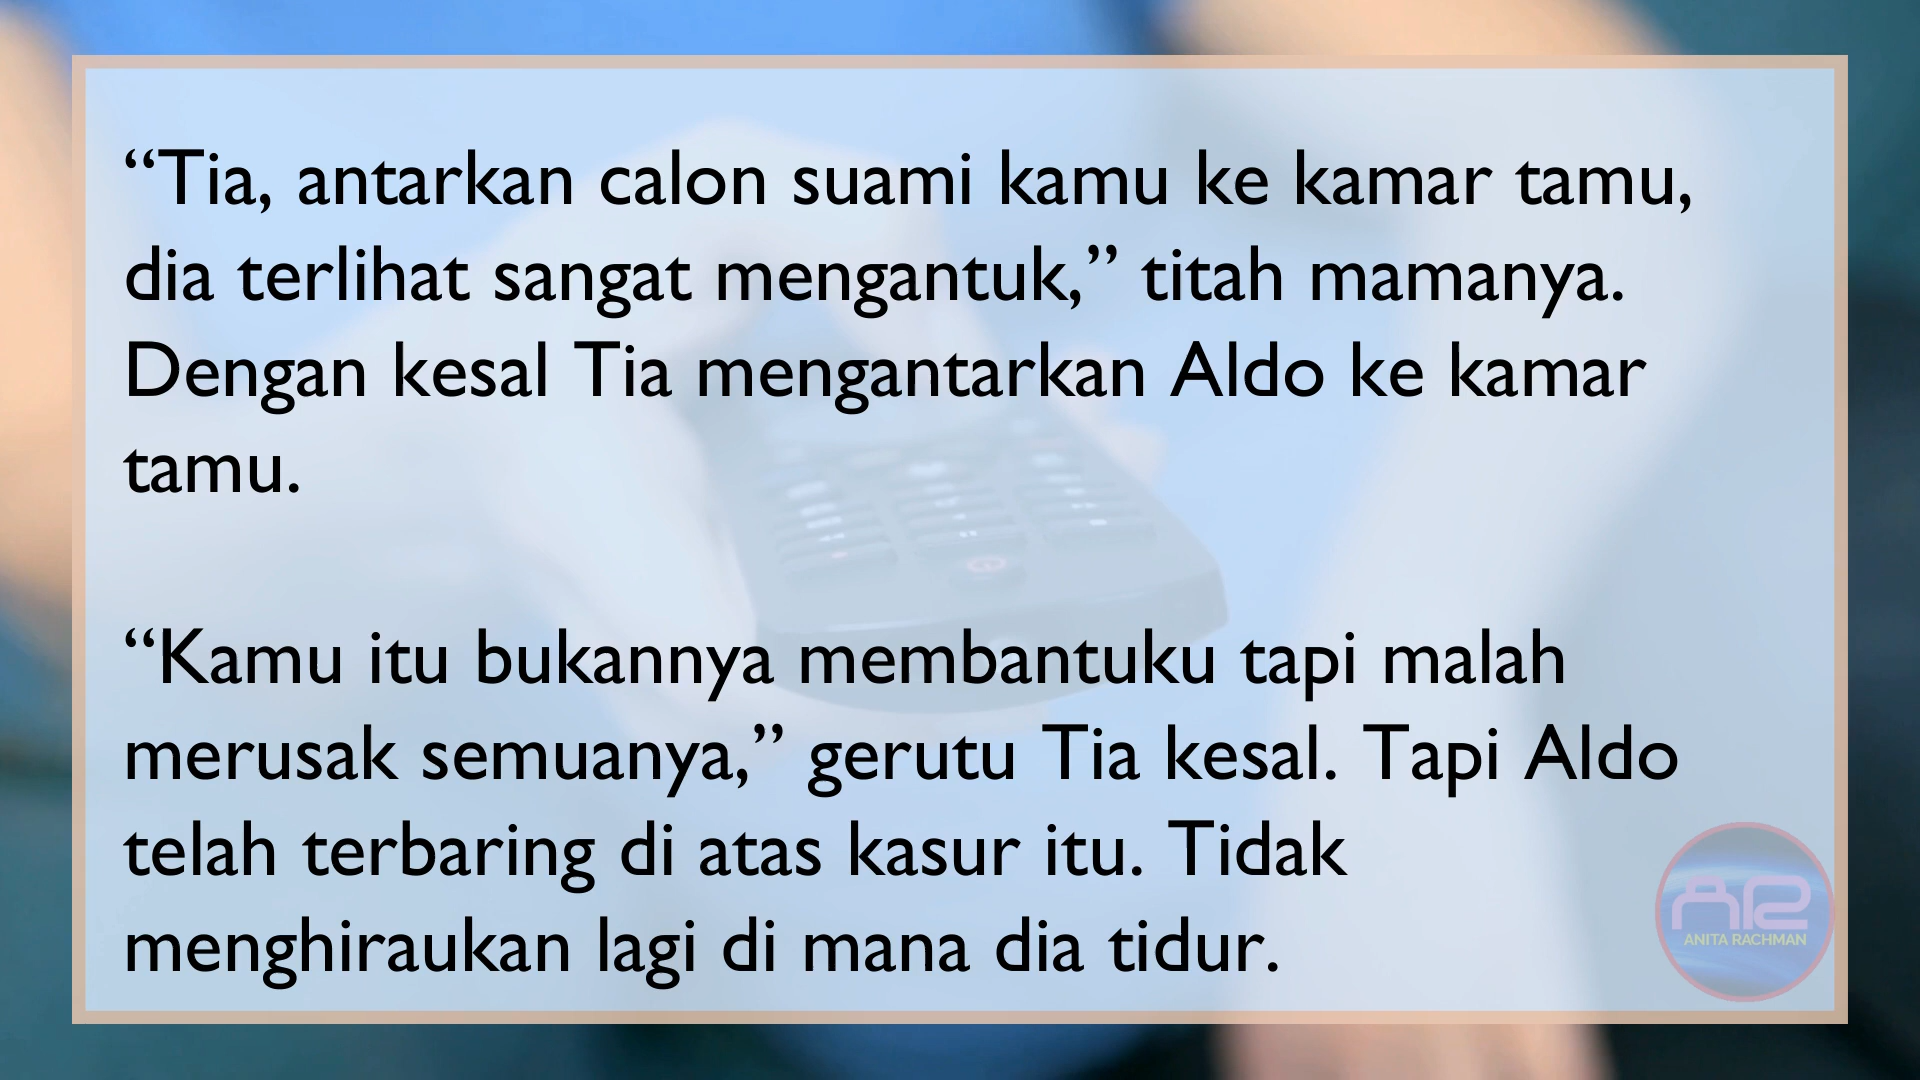 “Tia, antarkan calon suami kamu ke kamar tamu,
dia terlihat sangat mengantuk,” titah mamanya.
Dengan kesal Tia mengantarkan Aldo ke kamar
tamu.
“Kamu itu bukannya membantuku tapi malah
merusak semuanya,” gerutu Tia kesal. Tapi Aldo
telah terbaring di atas kasur itu. Tidak
menghiraukan lagi di mana dia tidur.
AR
ANITA RACHMAN